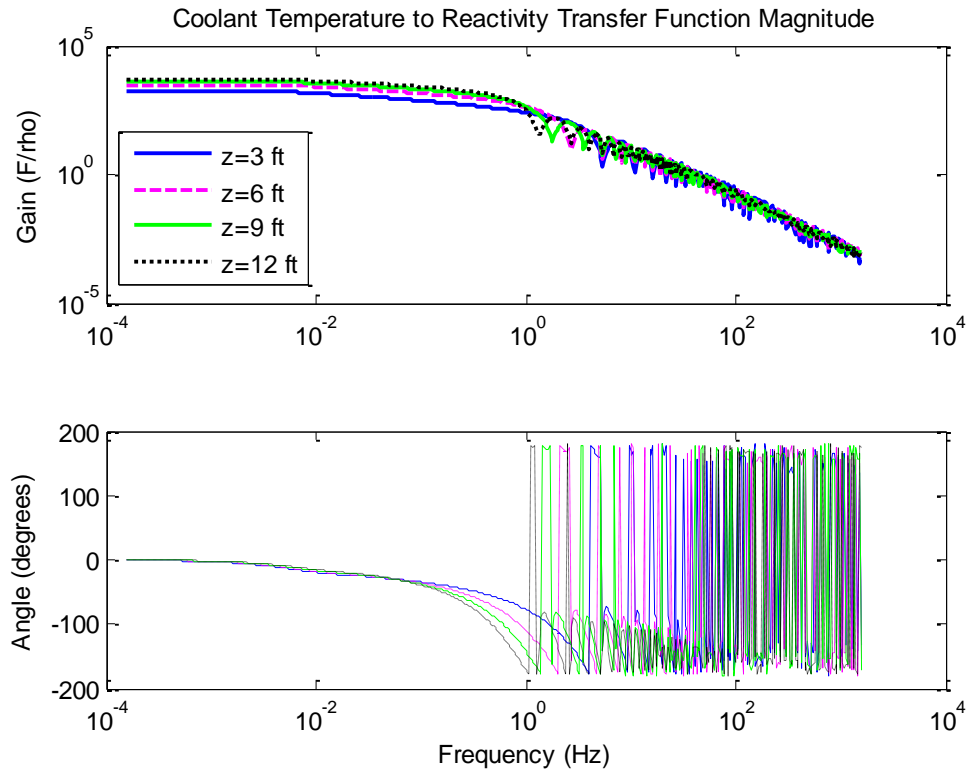 Coolant Temperature to Reactivity Transfer Function Magnitude
10^5
10^0
10^-5
Gain (F/rho)
z=3 ft
z=6 ft
z=9 ft
z=12 ft
10^-4 10^-2 10^0 10^2 10^4
200
100
0
-100
-200
Angle (degrees)
10^-4 10^-2 10^0 10^2 10^4
Frequency (Hz)